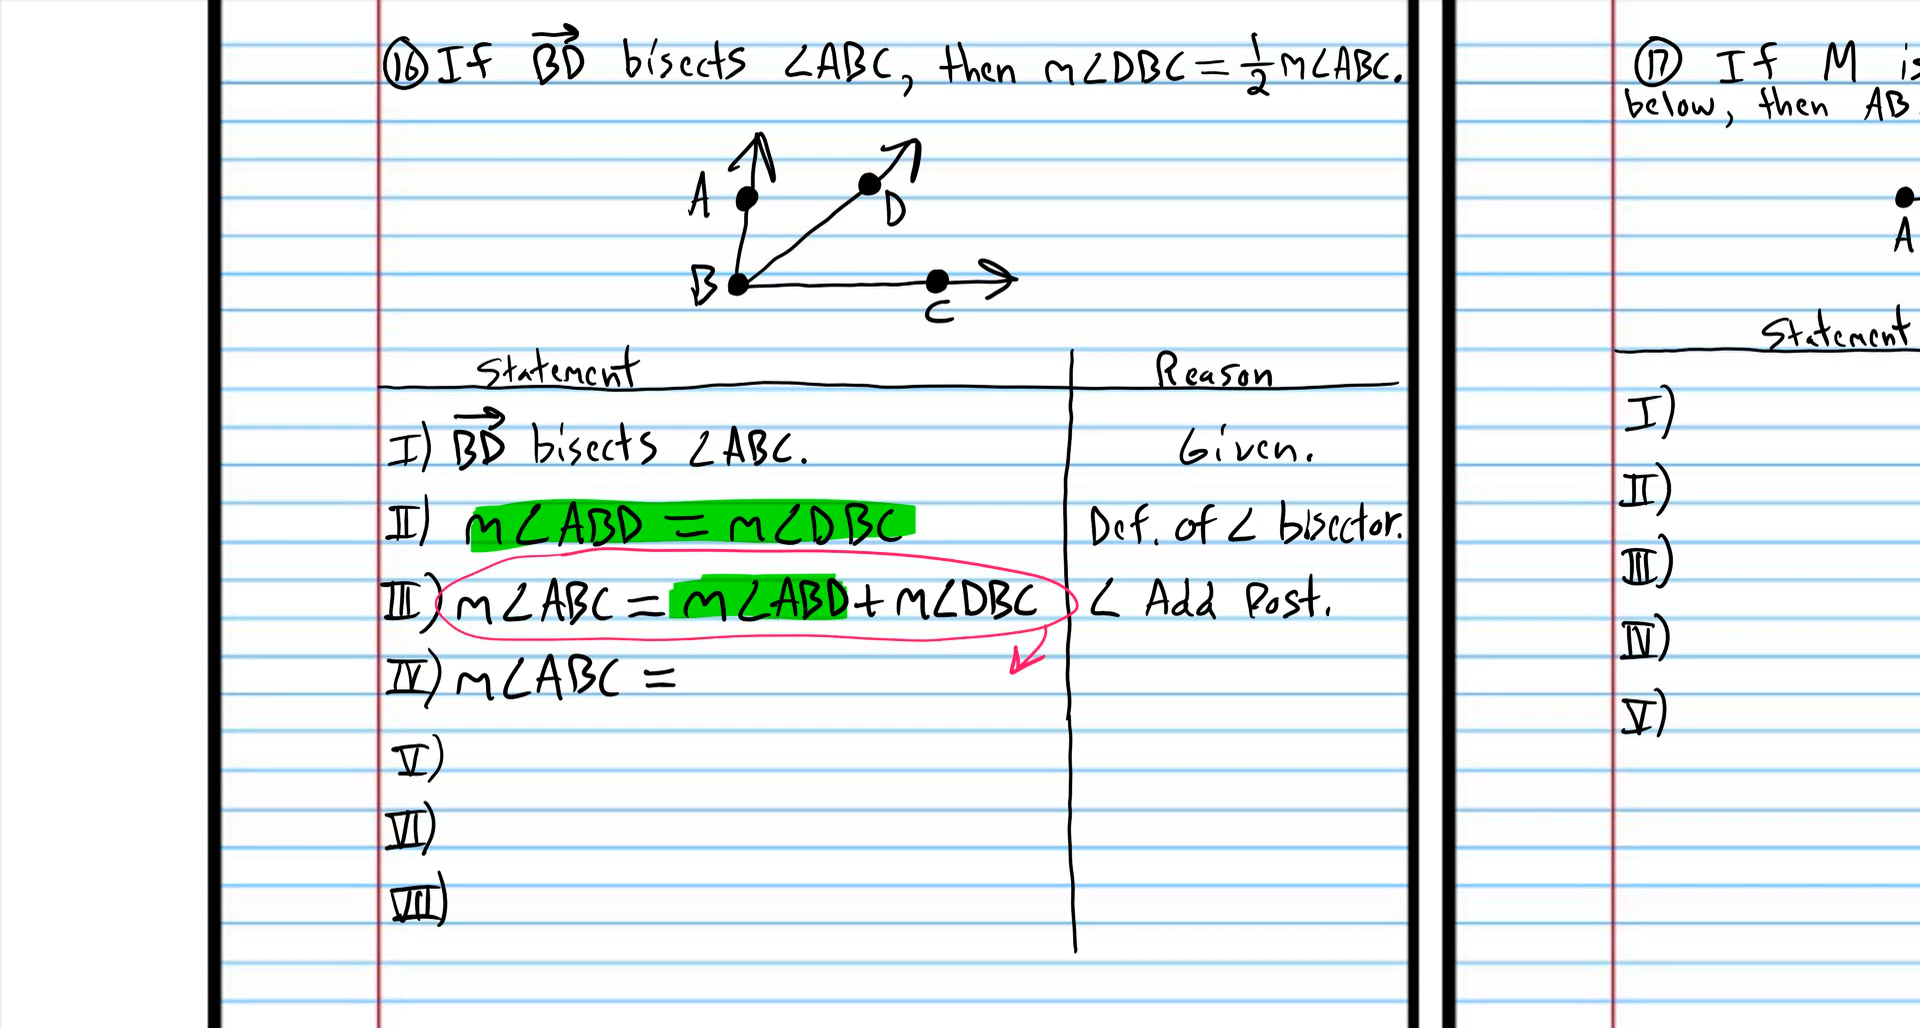 ⑯ If BD bisects ∠ABC, then m∠DBC = 1/2 m∠ABC.
A
D
B
C
Statement Reason
I) BD bisects ∠ABC. Given.
II) m∠ABD = m∠DBC Def. of ∠ bisector.
III) m∠ABC = m∠ABD + m∠DBC ∠ Add Post.
IV) m∠ABC =
V)
VI)
VII)
⑰ If M is
below, then AB
A
Statement
I)
II)
III)
IV)
V)